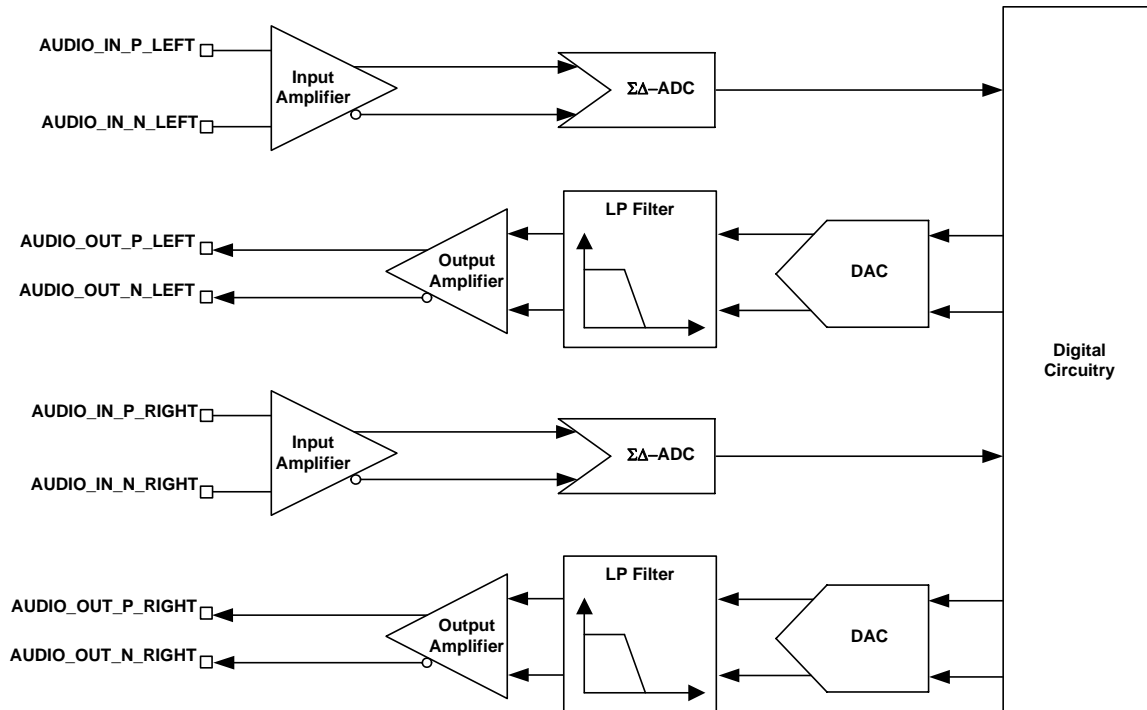 AUDIO_IN_P_LEFT
Input
Amplifier
ΣΔ–ADC
AUDIO_IN_N_LEFT
LP Filter
AUDIO_OUT_P_LEFT
Output
Amplifier
DAC
AUDIO_OUT_N_LEFT
Digital
Circuitry
AUDIO_IN_P_RIGHT
Input
Amplifier
ΣΔ–ADC
AUDIO_IN_N_RIGHT
LP Filter
AUDIO_OUT_P_RIGHT
Output
Amplifier
DAC
AUDIO_OUT_N_RIGHT